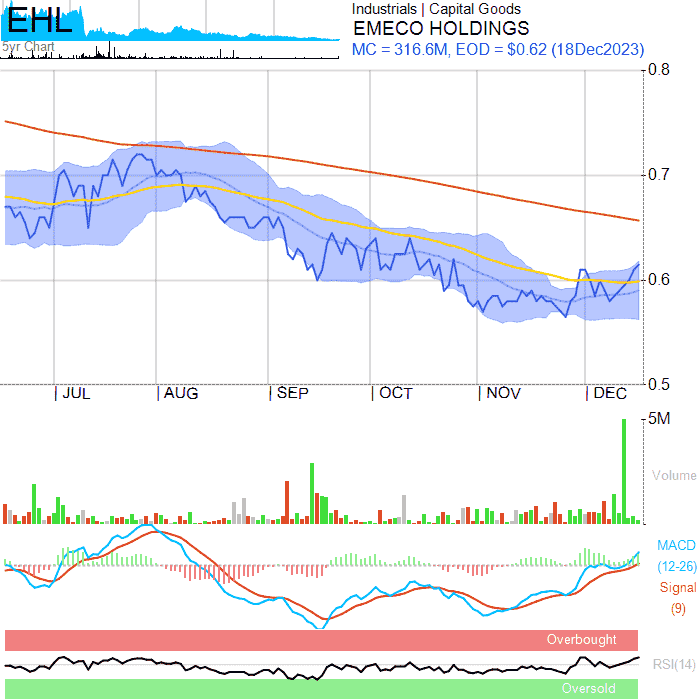 EHL
5yr Chart
Industrials | Capital Goods
EMECO HOLDINGS
MC = 316.6M, EOD = $0.62 (18Dec2023)
0.8
0.7
0.6
0.5
JUL
AUG
SEP
OCT
NOV
DEC
5M
Volume
MACD
(12-26)
Signal
(9)
Overbought
RSI(14)
Oversold